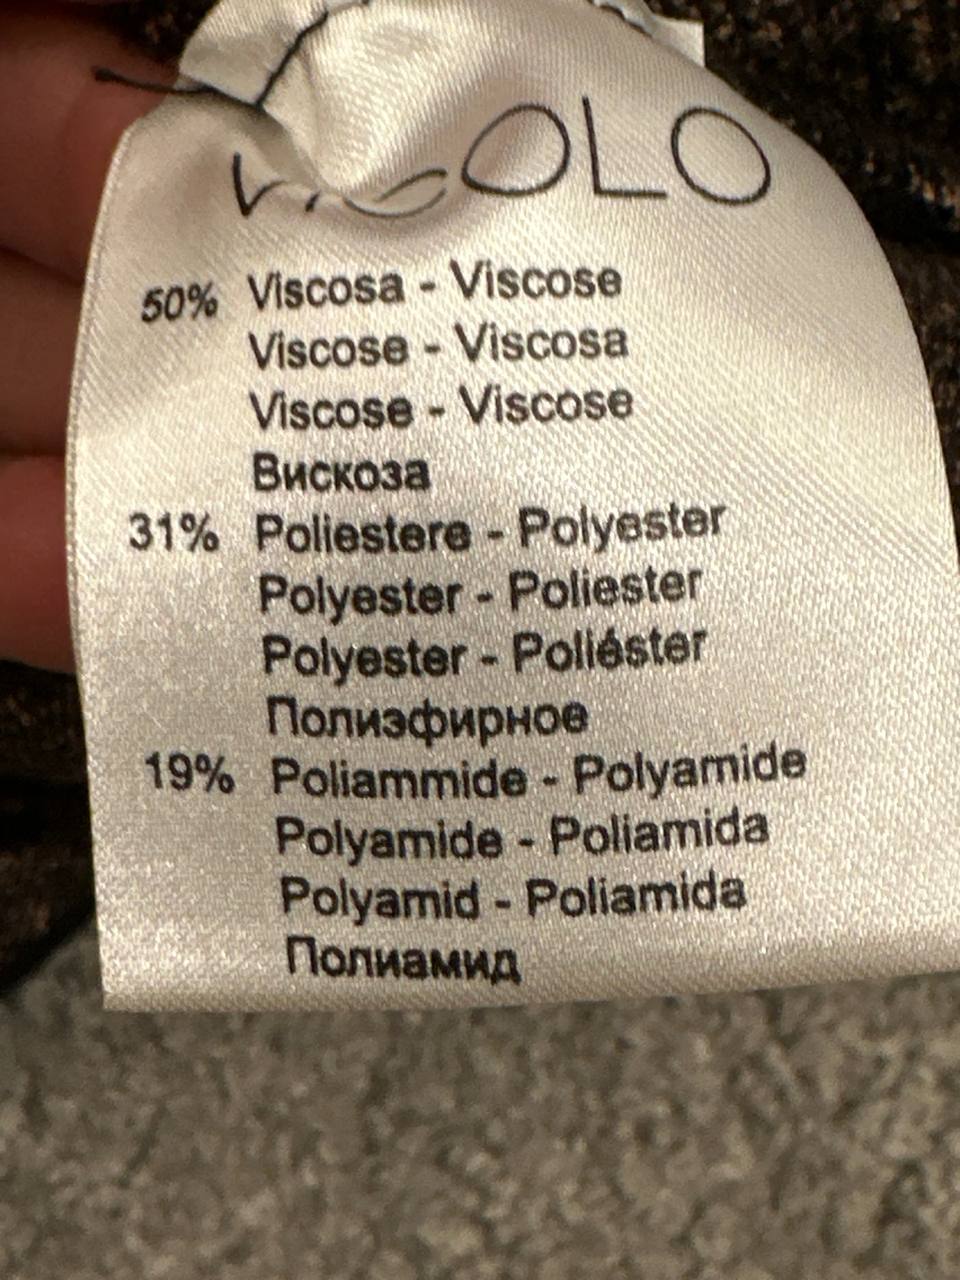 VICOLO
50% Viscosa - Viscose
Viscose - Viscosa
Viscose - Viscose
Вискоза
31% Poliestere - Polyester
Polyester - Poliester
Polyester - Poliéster
Полиэфирное
19% Poliammide - Polyamide
Polyamide - Poliamida
Polyamid - Poliamida
Полиамид